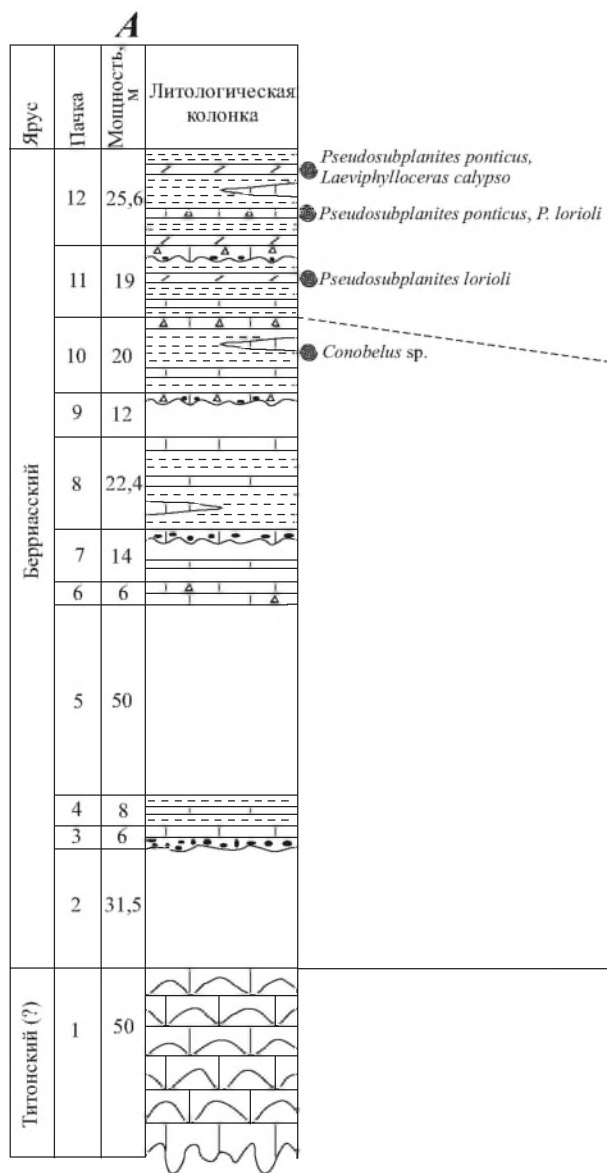 A
Ярус
Пачка
Мощность,
м
Литологическая
колонка
Берриасский
12
25,6
Pseudosubplanites ponticus,
Laeviphylloceras calypso
Pseudosubplanites ponticus, P. lorioli
11
19
Pseudosubplanites lorioli
10
20
Conobelus sp.
9
12
8
22,4
7
14
6
6
5
50
4
8
3
6
2
31,5
Титонский (?)
1
50